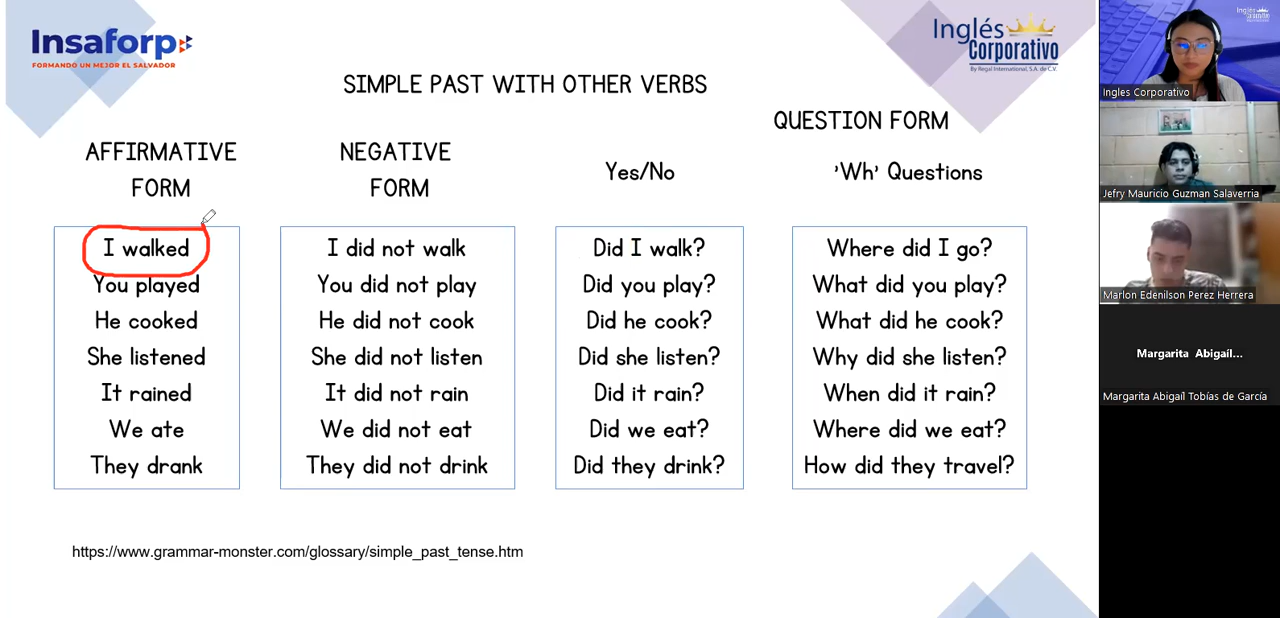 Insaforp
FORMANDO UN MEJOR EL SALVADOR
Inglés
Corporativo
By Regal International, S.A. de C.V.
SIMPLE PAST WITH OTHER VERBS
QUESTION FORM
AFFIRMATIVE
FORM
NEGATIVE
FORM
Yes/No
'Wh' Questions
I walked
You played
He cooked
She listened
It rained
We ate
They drank
I did not walk
You did not play
He did not cook
She did not listen
It did not rain
We did not eat
They did not drink
Did I walk?
Did you play?
Did he cook?
Did she listen?
Did it rain?
Did we eat?
Did they drink?
Where did I go?
What did you play?
What did he cook?
Why did she listen?
When did it rain?
Where did we eat?
How did they travel?
https://www.grammar-monster.com/glossary/simple_past_tense.htm
Inglés
Ingles Corporativo
Jefry Mauricio Guzman Salaverria
Marlon Edenilson Perez Herrera
Margarita Abigaíl...
Margarita Abigaíl Tobías de García